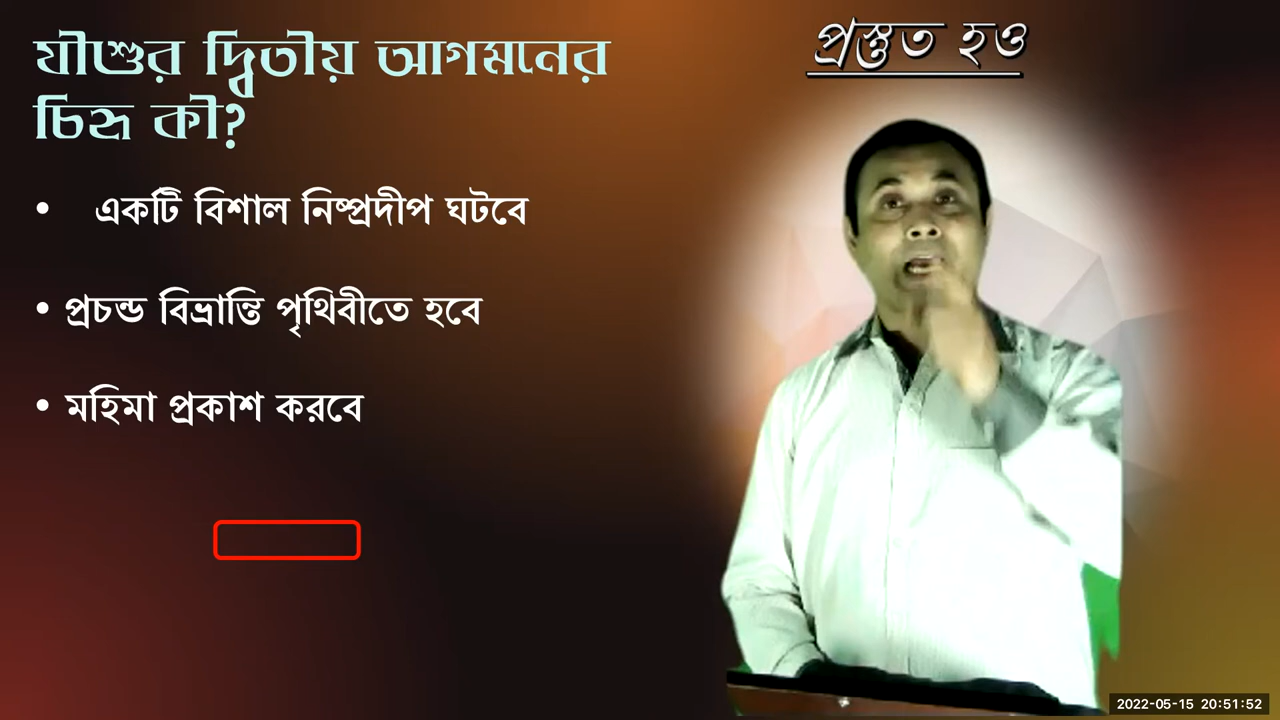 যীশুর দ্বিতীয় আগমনের
চিহ্ন কী?
প্রস্তুত হও
• একটি বিশাল নিষ্প্রদীপ ঘটবে
• প্রচন্ড বিভ্রান্তি পৃথিবীতে হবে
• মহিমা প্রকাশ করবে
2022-05-15 20:51:52